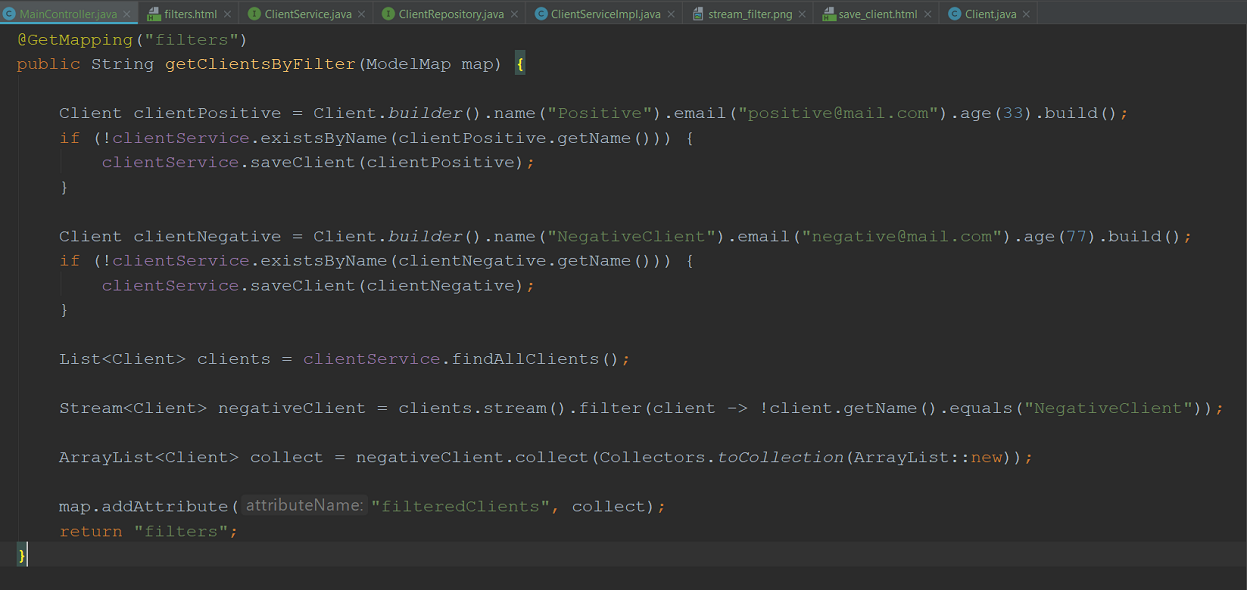 MainController.java filters.html ClientService.java ClientRepository.java ClientServiceImpl.java stream_filter.png save_client.html Client.java
@GetMapping("filters")
public String getClientsByFilter(ModelMap map) {
Client clientPositive = Client.builder().name("Positive").email("positive@mail.com").age(33).build();
if (!clientService.existsByName(clientPositive.getName())) {
clientService.saveClient(clientPositive);
}
Client clientNegative = Client.builder().name("NegativeClient").email("negative@mail.com").age(77).build();
if (!clientService.existsByName(clientNegative.getName())) {
clientService.saveClient(clientNegative);
}
List<Client> clients = clientService.findAllClients();
Stream<Client> negativeClient = clients.stream().filter(client -> !client.getName().equals("NegativeClient"));
ArrayList<Client> collect = negativeClient.collect(Collectors.toCollection(ArrayList::new));
map.addAttribute( attributeName: "filteredClients", collect);
return "filters";
}